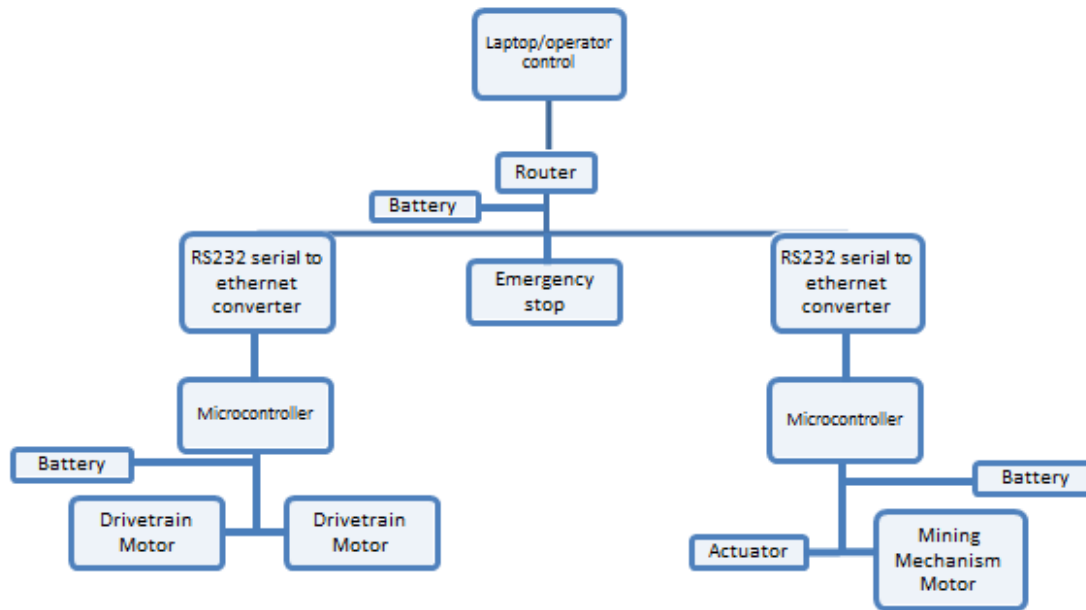 Laptop/operator
control
Router
Battery
RS232 serial to
ethernet
converter
Emergency
stop
RS232 serial to
ethernet
converter
Microcontroller
Microcontroller
Battery
Battery
Drivetrain
Motor
Drivetrain
Motor
Actuator
Mining
Mechanism
Motor